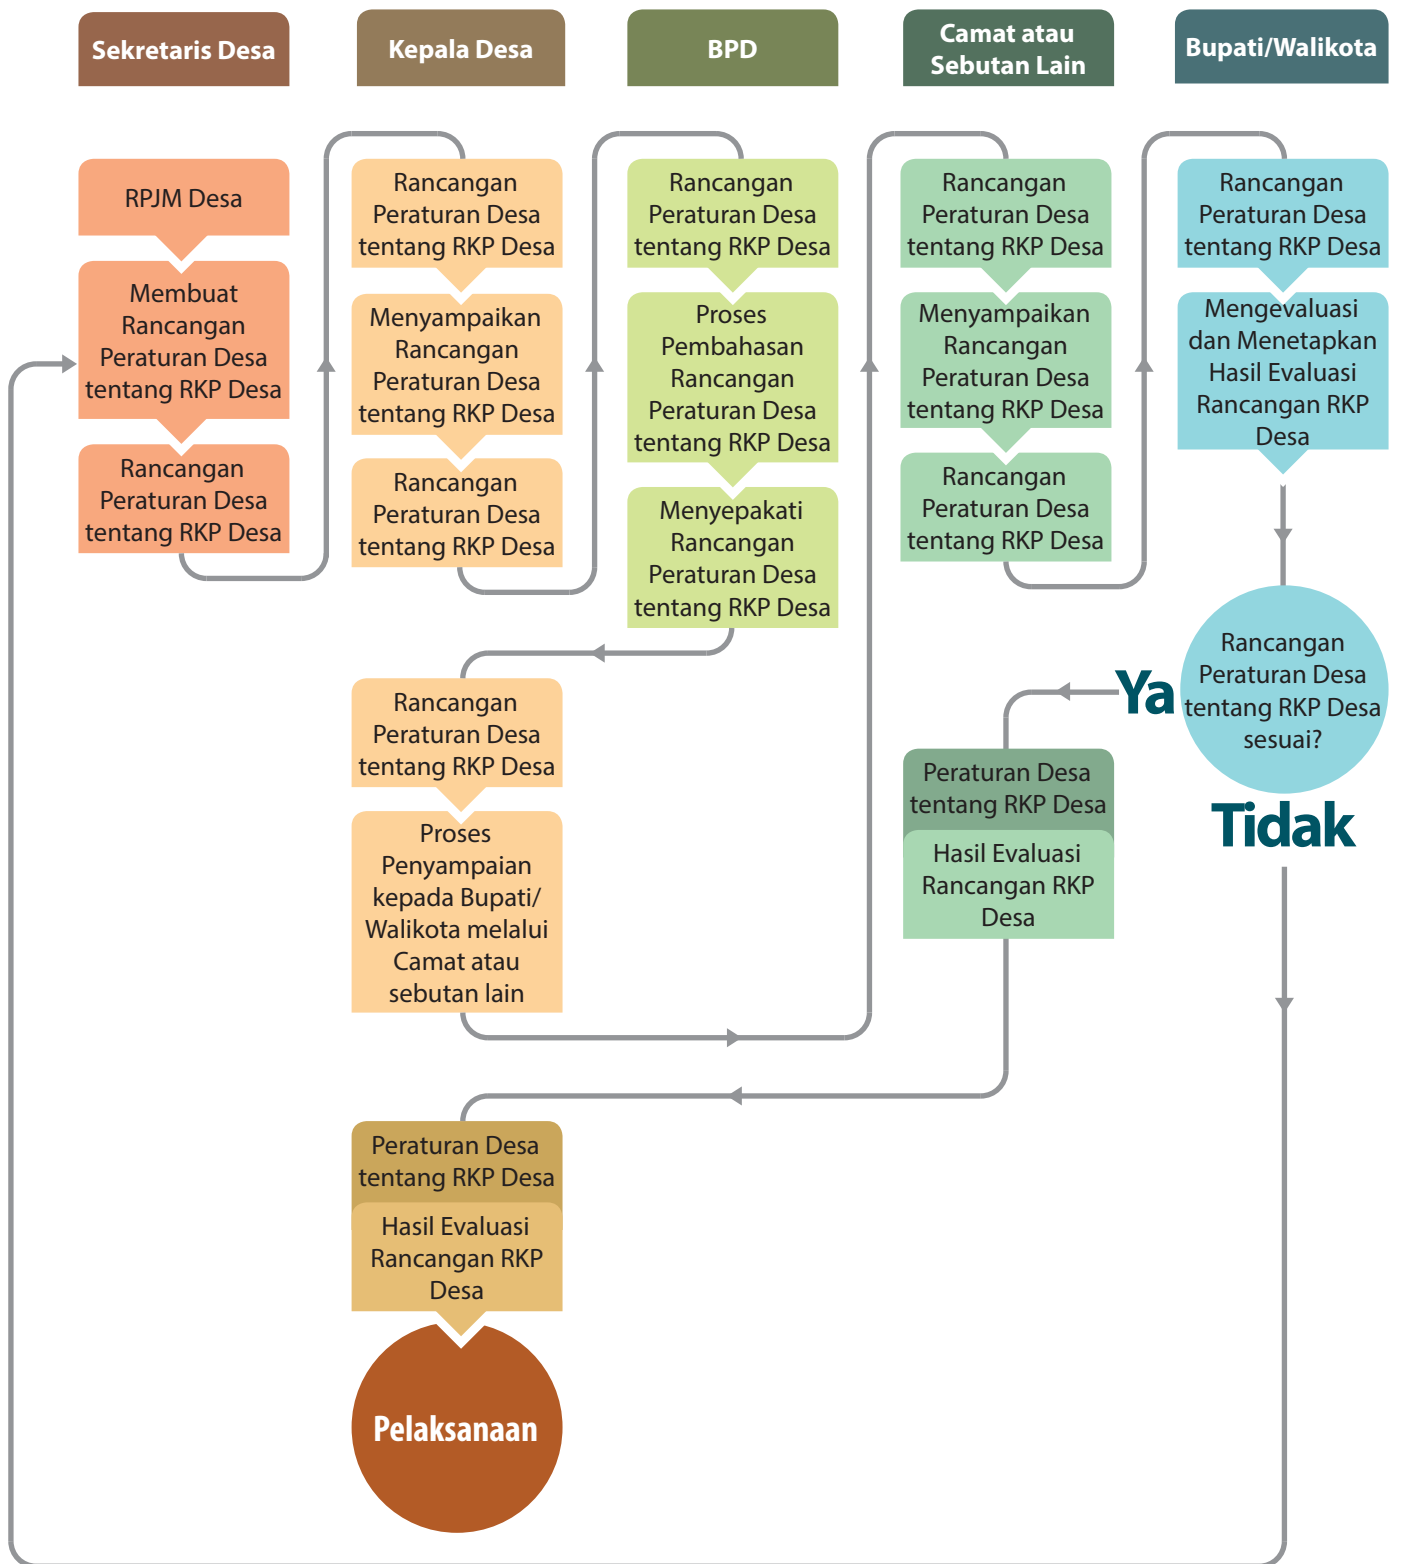 Sekretaris Desa
Kepala Desa
BPD
Camat atau
Sebutan Lain
Bupati/Walikota
RPJM Desa
Membuat
Rancangan
Peraturan Desa
tentang RKP Desa
Rancangan
Peraturan Desa
tentang RKP Desa
Rancangan
Peraturan Desa
tentang RKP Desa
Menyampaikan
Rancangan
Peraturan Desa
tentang RKP Desa
Rancangan
Peraturan Desa
tentang RKP Desa
Rancangan
Peraturan Desa
tentang RKP Desa
Proses
Pembahasan
Rancangan
Peraturan Desa
tentang RKP Desa
Menyepakati
Rancangan
Peraturan Desa
tentang RKP Desa
Rancangan
Peraturan Desa
tentang RKP Desa
Proses
Penyampaian
kepada Bupati/
Walikota melalui
Camat atau
sebutan lain
Rancangan
Peraturan Desa
tentang RKP Desa
Menyampaikan
Rancangan
Peraturan Desa
tentang RKP Desa
Rancangan
Peraturan Desa
tentang RKP Desa
Rancangan
Peraturan Desa
tentang RKP Desa
Mengevaluasi
dan Menetapkan
Hasil Evaluasi
Rancangan RKP
Desa
Rancangan
Peraturan Desa
tentang RKP Desa
sesuai?
Ya
Tidak
Peraturan Desa
tentang RKP Desa
Hasil Evaluasi
Rancangan RKP
Desa
Peraturan Desa
tentang RKP Desa
Hasil Evaluasi
Rancangan RKP
Desa
Pelaksanaan